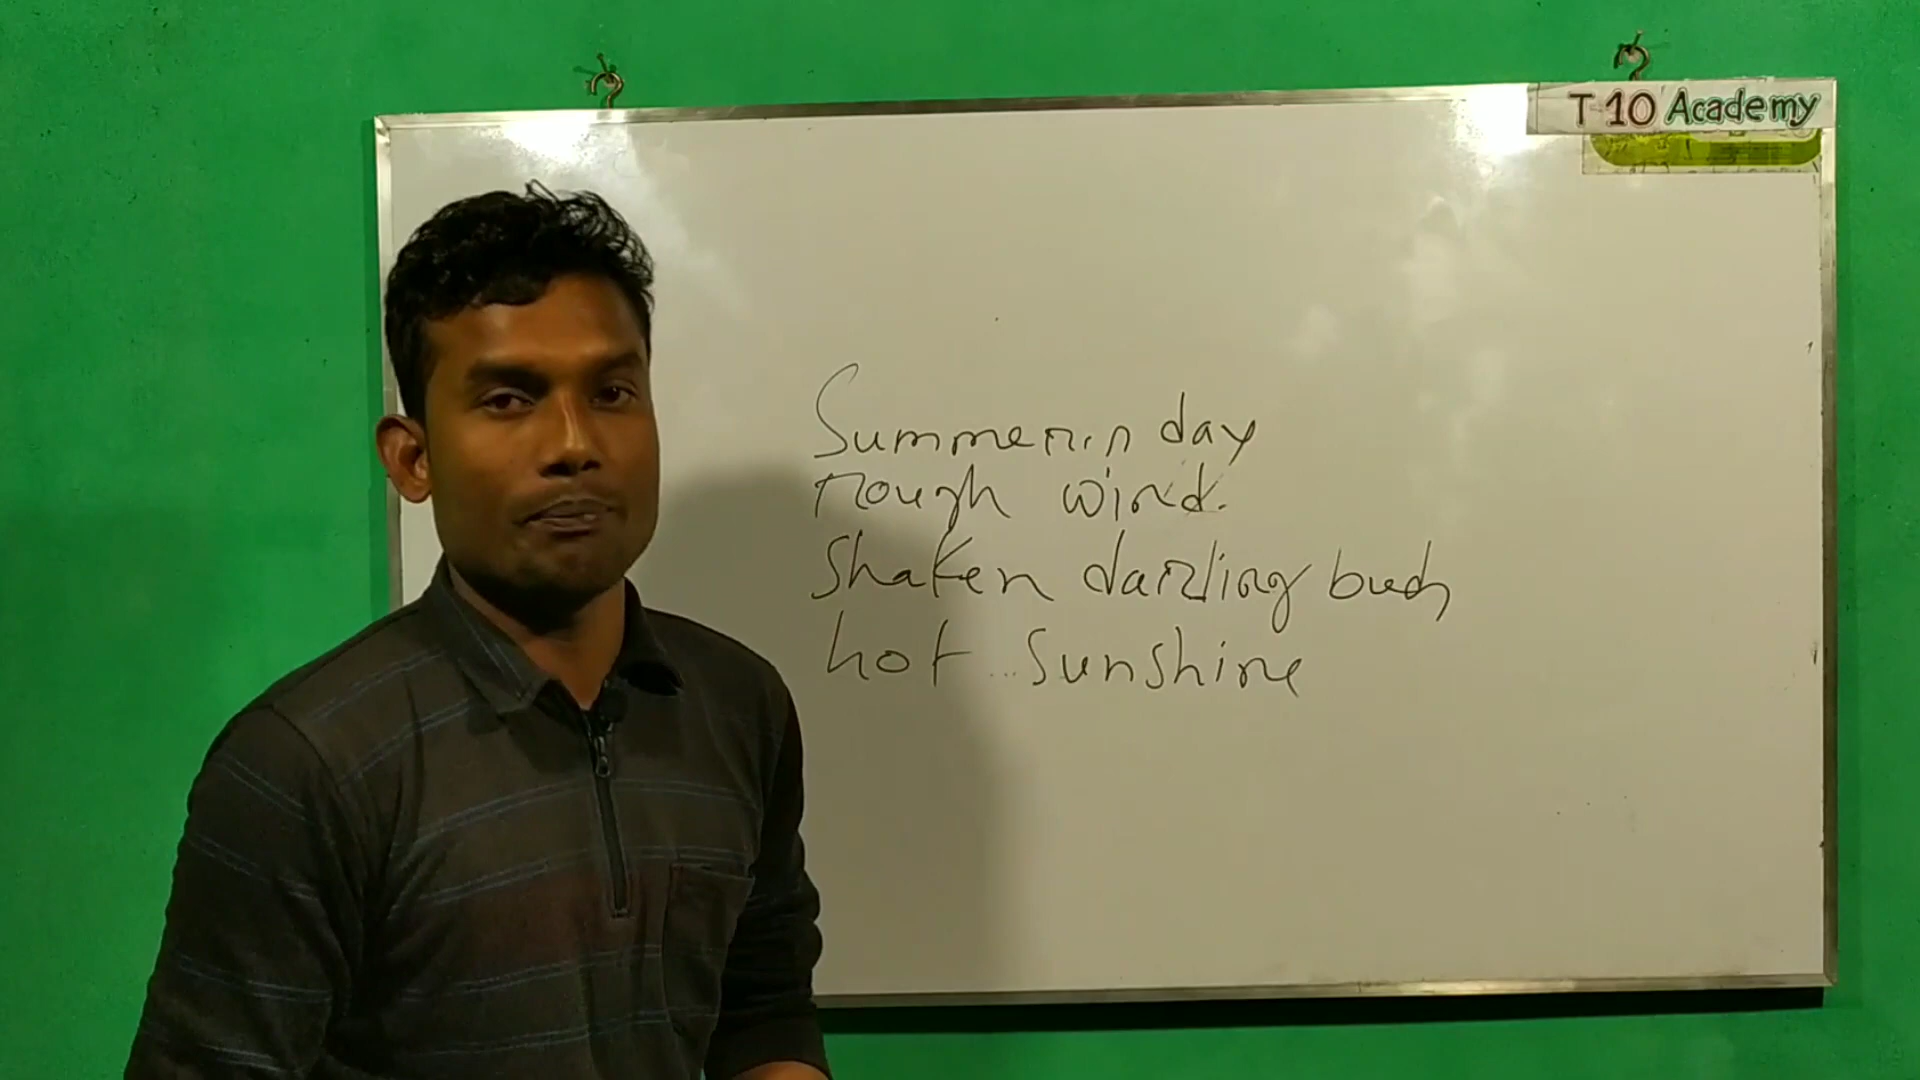 T-10 Academy
Summer in day
rough wind.
Shaken darling buds
hot ... Sunshine